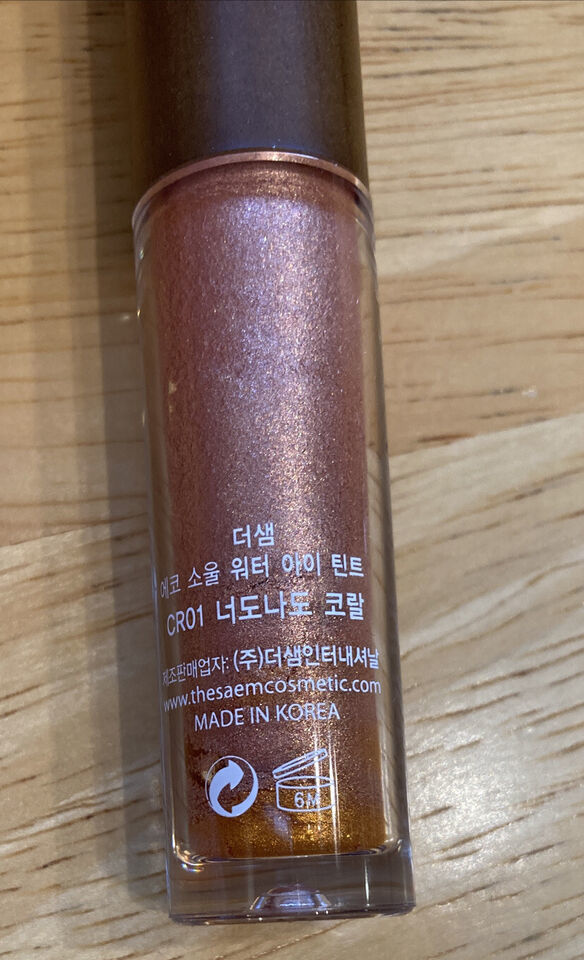 더샘
에코 소울 워터 아이 틴트
CR01 너도나도 코랄
제조판매업자: (주)더샘인터내셔날
www.thesaemcosmetic.com
MADE IN KOREA
6M